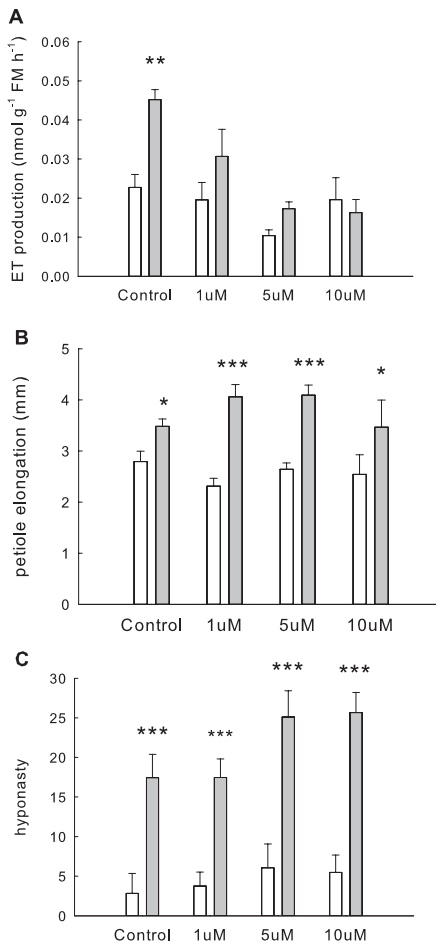 A
ET production (nmol g⁻¹ FM h⁻¹)
0.06
0.05
0.04
0.03
0.02
0.01
0.00
**
Control 1uM 5uM 10uM
B
petiole elongation (mm)
5
4
3
2
1
0
* *** *** *
Control 1uM 5uM 10uM
C
hyponasty
30
25
20
15
10
5
0
*** *** *** ***
Control 1uM 5uM 10uM